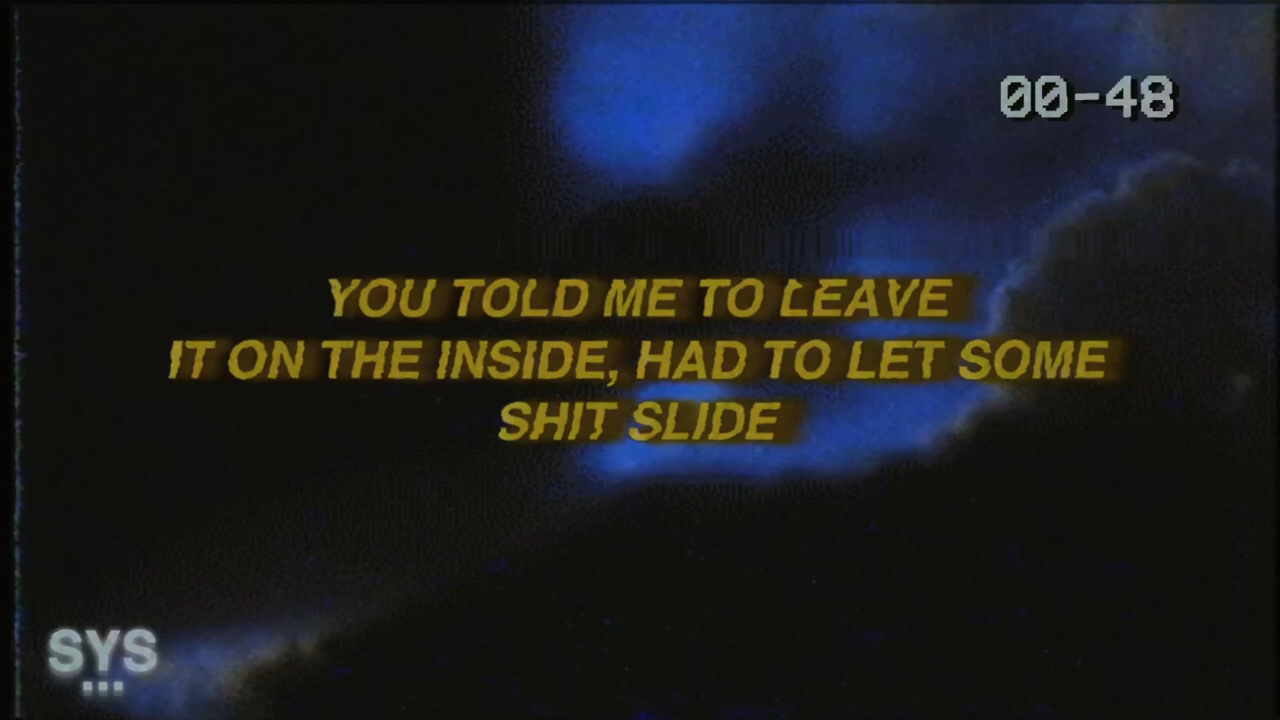 00-48
YOU TOLD ME TO LEAVE
IT ON THE INSIDE, HAD TO LET SOME
SHIT SLIDE
SYS
...